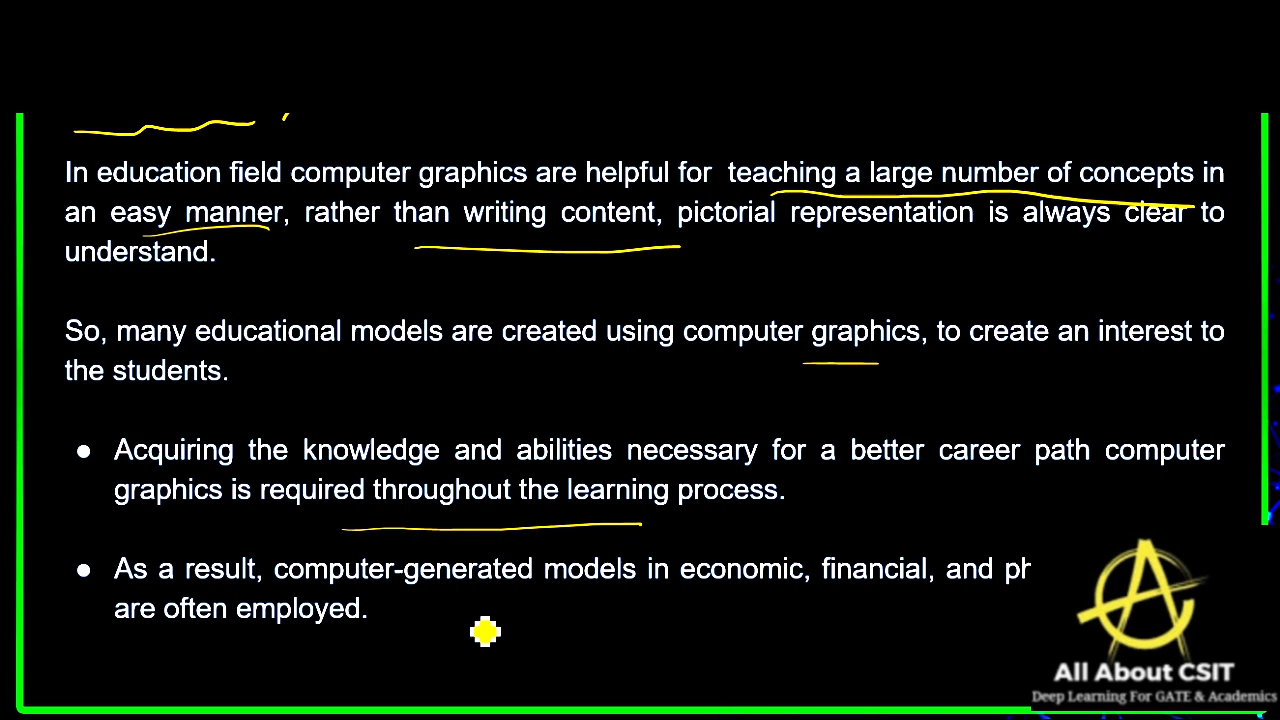 In education field computer graphics are helpful for teaching a large number of concepts in
an easy manner, rather than writing content, pictorial representation is always clear to
understand.
So, many educational models are created using computer graphics, to create an interest to
the students.
● Acquiring the knowledge and abilities necessary for a better career path computer
graphics is required throughout the learning process.
● As a result, computer-generated models in economic, financial, and
are often employed.
All About CSIT
Deep Learning For GATE & Academics